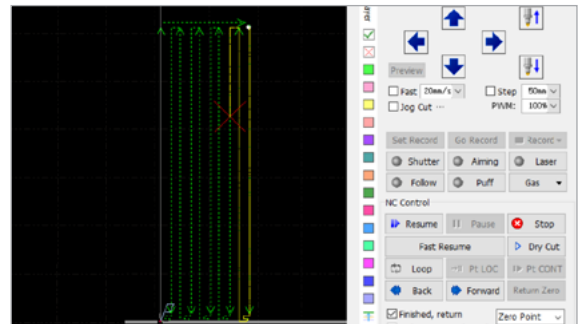 Preview
Fast 20mm/s Step 50mm
Jog Cut ··· PWM: 100%
Set Record Go Record Record
Shutter Aiming Laser
Follow Puff Gas
NC Control
Resume Pause Stop
Fast Resume Dry Cut
Loop Pt LOC Pt CONT
Back Forward Return Zero
Finished, return Zero Point